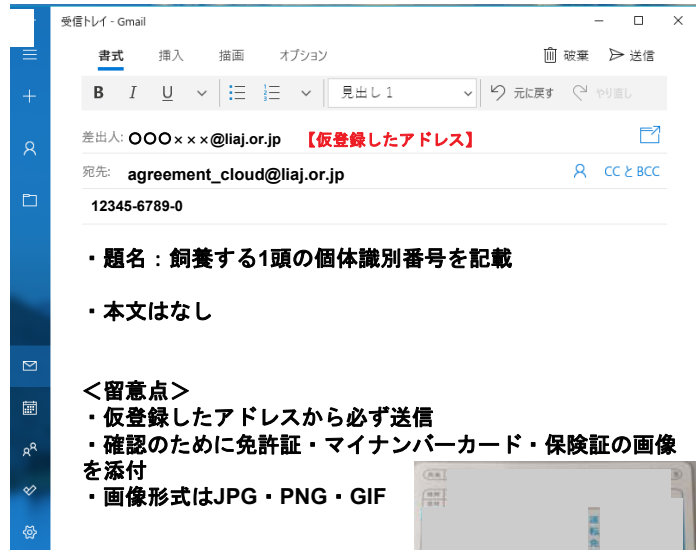 受信トレイ - Gmail
書式 挿入 描画 オプション 破棄 送信
B I U 見出し 1 元に戻す やり直し
差出人: 〇〇〇×××@liaj.or.jp 【仮登録したアドレス】
宛先: agreement_cloud@liaj.or.jp CC と BCC
12345-6789-0
・題名：飼養する1頭の個体識別番号を記載
・本文はなし
＜留意点＞
・仮登録したアドレスから必ず送信
・確認のために免許証・マイナンバーカード・保険証の画像
を添付
・画像形式はJPG・PNG・GIF
運転免